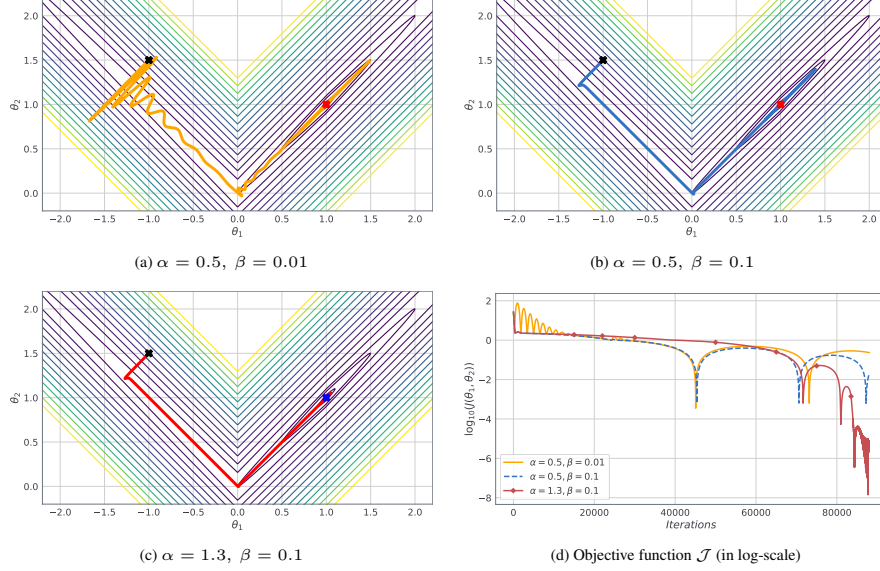 2.0
1.5
1.0
0.5
0.0
θ2
−2.0 −1.5 −1.0 −0.5 0.0 0.5 1.0 1.5 2.0
θ1
(a) α = 0.5, β = 0.01
2.0
1.5
1.0
0.5
0.0
θ2
−2.0 −1.5 −1.0 −0.5 0.0 0.5 1.0 1.5 2.0
θ1
(b) α = 0.5, β = 0.1
2.0
1.5
1.0
0.5
0.0
θ2
−2.0 −1.5 −1.0 −0.5 0.0 0.5 1.0 1.5 2.0
θ1
(c) α = 1.3, β = 0.1
2
0
−2
−4
−6
−8
log10(J(θ1, θ2))
α = 0.5, β = 0.01
α = 0.5, β = 0.1
α = 1.3, β = 0.1
0 20000 40000 60000 80000
Iterations
(d) Objective function 𝒥 (in log-scale)